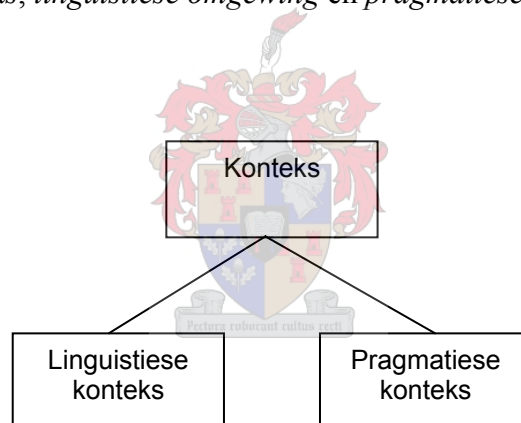 linguistiese omgewing en pragmatiese
Konteks
Pectora roborant cultus recti
Linguistiese
konteks
Pragmatiese
konteks